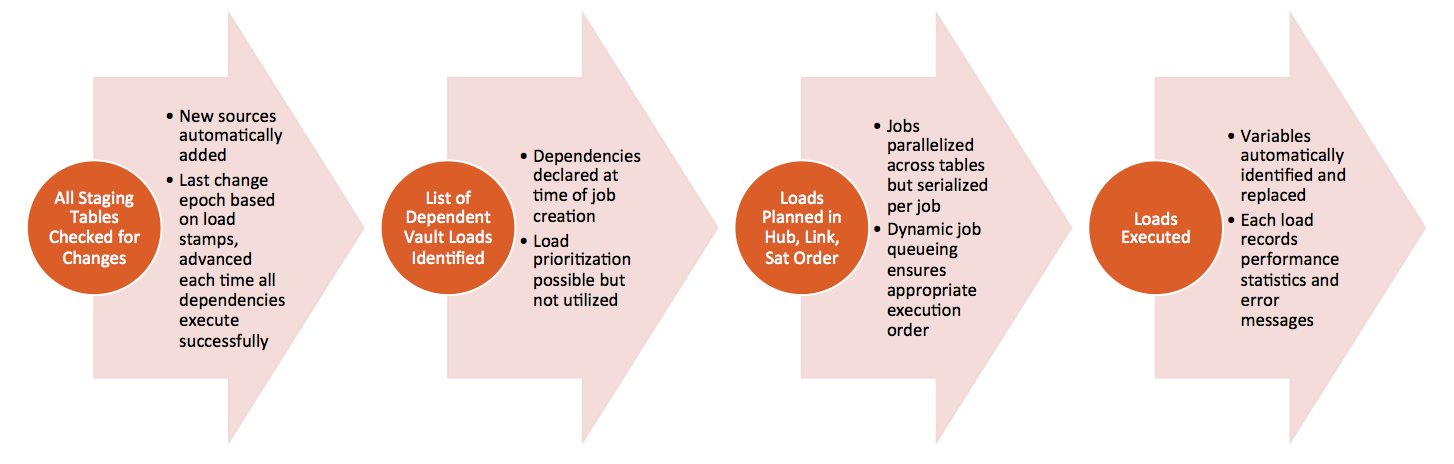 All Staging
Tables
Checked for
Changes
• New sources
automatically
added
• Last change
epoch based
on load
stamps,
advanced
each time all
dependencies
execute
successfully
List of
Dependent
Vault Loads
Identified
• Dependencies
declared at
time of job
creation
• Load
prioritization
possible but
not utilized
Loads
Planned in
Hub, Link,
Sat Order
• Jobs
parallelized
across tables
but serialized
per job
• Dynamic job
queueing
ensures
appropriate
execution
order
Loads
Executed
• Variables
automatically
identified and
replaced
• Each load
records
performance
statistics and
error
messages